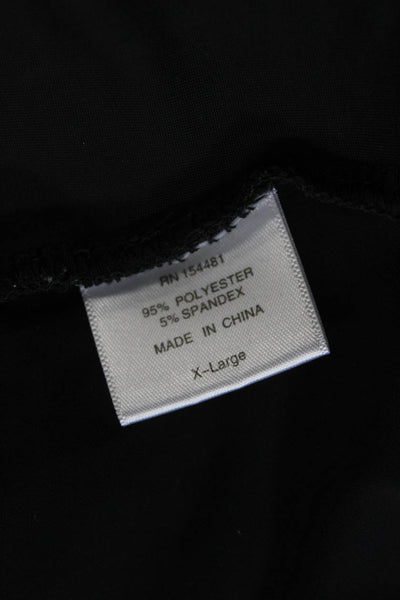 RN 154481
95% POLYESTER
5% SPANDEX
MADE IN CHINA
X-Large